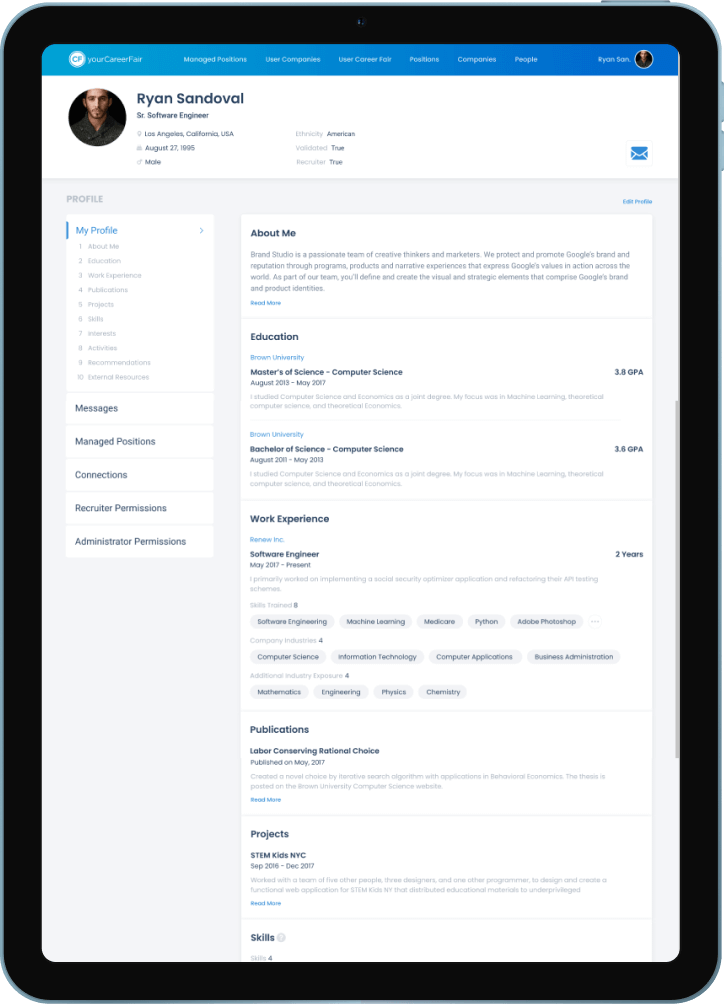 CF yourCareerFair
Managed Positions User Companies User Career Fair Positions Companies People Ryan San.
Ryan Sandoval
Sr. Software Engineer
Los Angeles, California, USA
August 27, 1995
Male
Ethnicity American
Validated True
Recruiter True
PROFILE
Edit Profile
My Profile
1 About Me
2 Education
3 Work Experience
4 Publications
5 Projects
6 Skills
7 Interests
8 Activities
9 Recommendations
10 External Resources
Messages
Managed Positions
Connections
Recruiter Permissions
Administrator Permissions
About Me
Brand Studio is a passionate team of creative thinkers and marketers. We protect and promote Google's brand and
reputation through programs, products and narrative experiences that express Google's values in action across the
world. As part of our team, you'll define and create the visual and strategic elements that comprise Google's brand
and product identities.
Read More
Education
Brown University
Master's of Science - Computer Science 3.8 GPA
August 2013 - May 2017
I studied Computer Science and Economics as a joint degree. My focus was in Machine Learning, theoretical
computer science, and theoretical Economics.
Brown University
Bachelor of Science - Computer Science 3.6 GPA
August 2011 - May 2013
I studied Computer Science and Economics as a joint degree. My focus was in Machine Learning, theoretical
computer science, and theoretical Economics.
Work Experience
Renew Inc.
Software Engineer 2 Years
May 2017 - Present
I primarily worked on implementing a social security optimizer application and refactoring their API testing
schemes.
Skills Trained 8
Software Engineering Machine Learning Medicare Python Adobe Photoshop ...
Company Industries 4
Computer Science Information Technology Computer Applications Business Administration
Additional Industry Exposure 4
Mathematics Engineering Physics Chemistry
Publications
Labor Conserving Rational Choice
Published on May, 2017
Created a novel choice by iterative search algorithm with applications in Behavioral Economics. The thesis is
posted on the Brown University Computer Science website.
Read More
Projects
STEM Kids NYC
Sep 2016 - Dec 2017
Worked with a team of five other people, three designers, and one other programmer, to design and create a
functional web application for STEM Kids NY that distributed educational materials to underprivileged
Read More
Skills ?
Skills 4